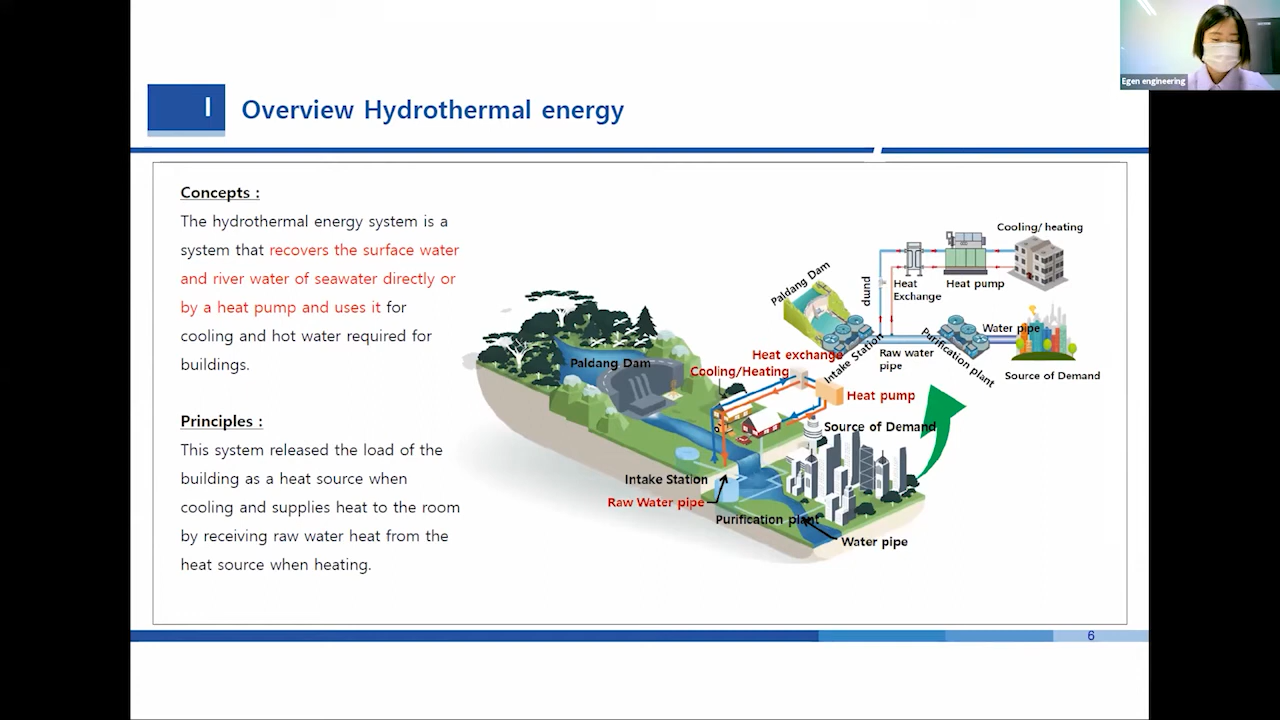 Egen engineering
I
Overview Hydrothermal energy
Concepts :
The hydrothermal energy system is a
system that recovers the surface water
and river water of seawater directly or
by a heat pump and uses it for
cooling and hot water required for
buildings.
Principles :
This system released the load of the
building as a heat source when
cooling and supplies heat to the room
by receiving raw water heat from the
heat source when heating.
Cooling/ heating
Paldang Dam
pump
Heat
Exchange
Heat pump
Intake Station
Raw water
pipe
Purification plant
Water pipe
Source of Demand
Paldang Dam
Heat exchange
Cooling/Heating
Heat pump
Source of Demand
Intake Station
Raw Water pipe
Purification plant
Water pipe
6